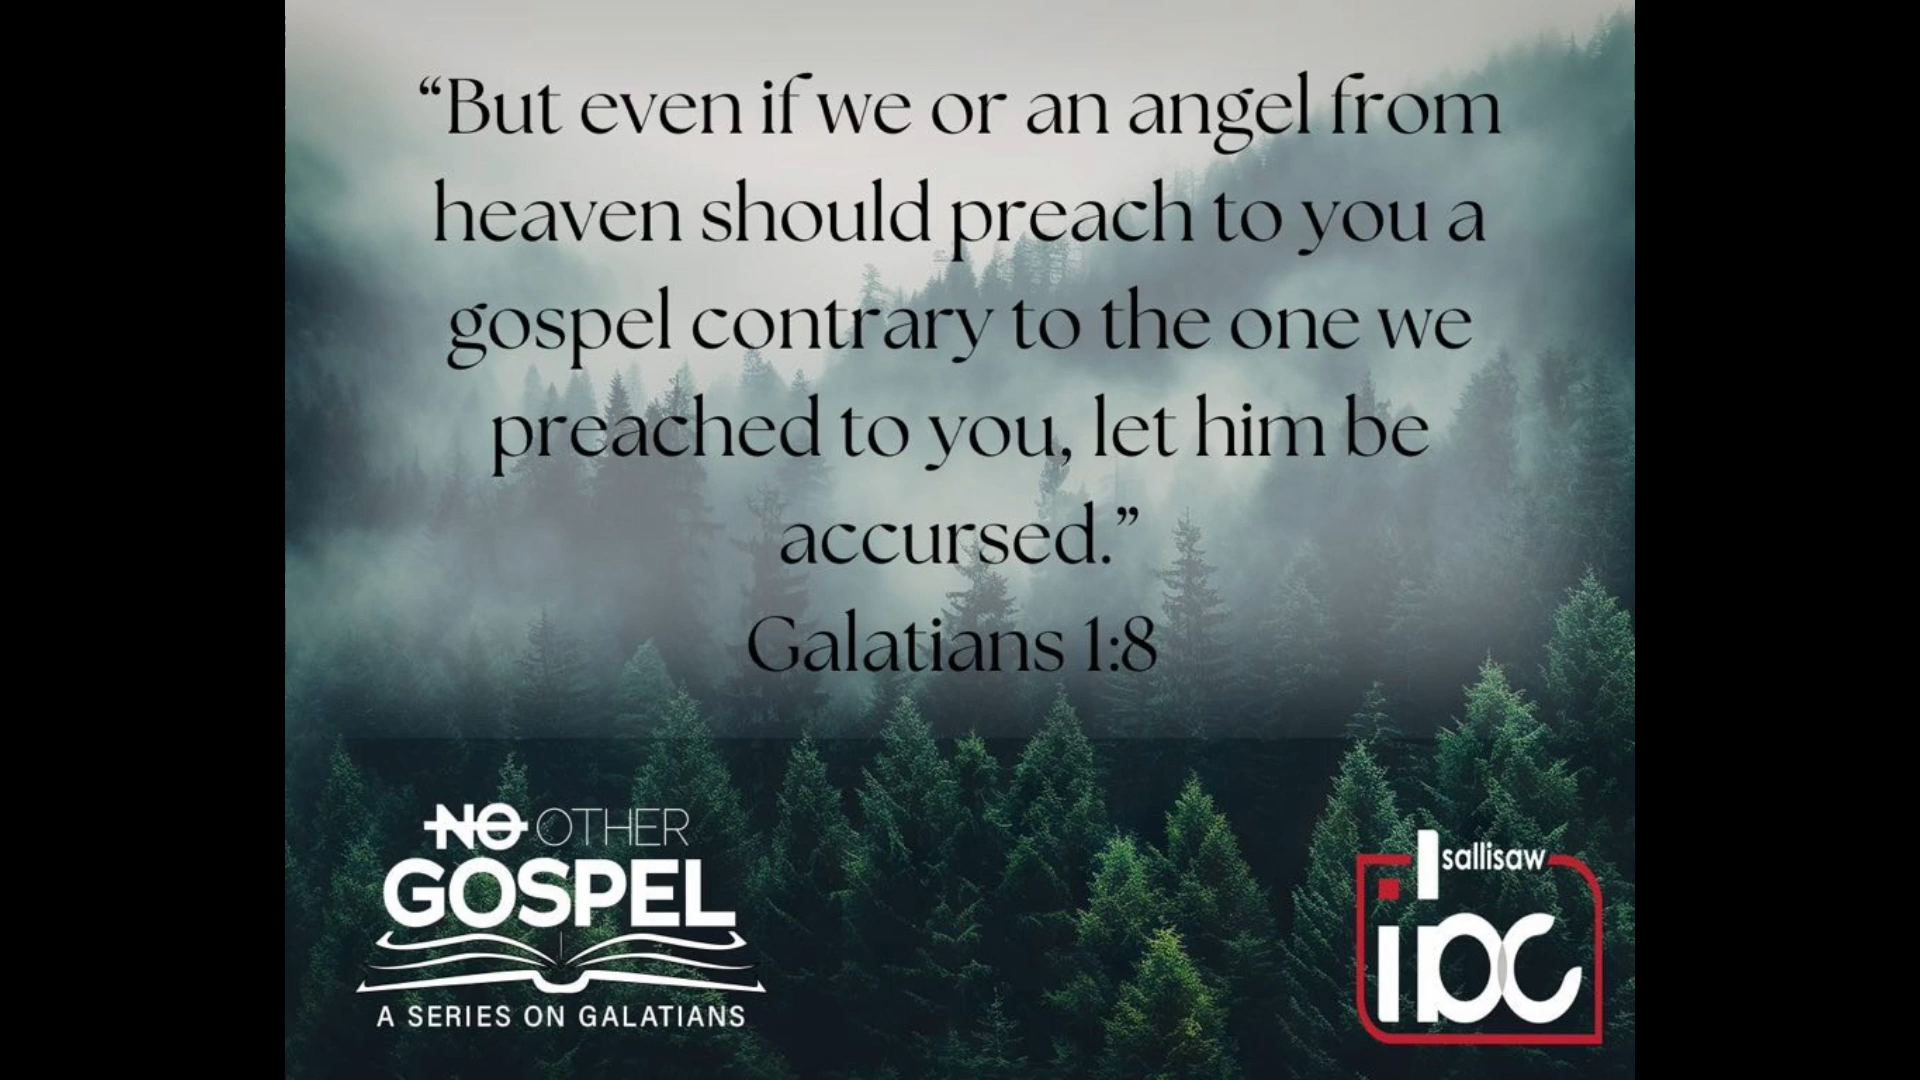 “But even if we or an angel from
heaven should preach to you a
gospel contrary to the one we
preached to you, let him be
accursed.”
Galatians 1:8
NO OTHER
GOSPEL
A SERIES ON GALATIANS
sallisaw
ibc